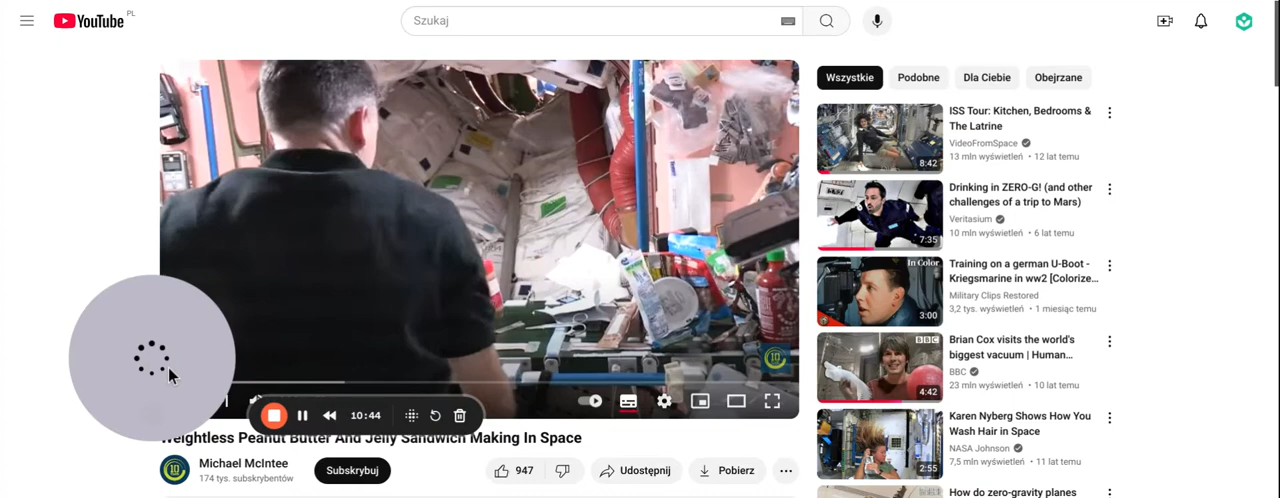 YouTube PL
Szukaj
10
10:44
Weightless Peanut Butter And Jelly Sandwich Making In Space
10
Michael McIntee
174 tys. subskrybentów
Subskrybuj
947
Udostępnij
Pobierz
Wszystkie
Podobne
Dla Ciebie
Obejrzane
8:42
ISS Tour: Kitchen, Bedrooms &
The Latrine
VideoFromSpace
13 mln wyświetleń • 12 lat temu
7:35
Drinking in ZERO-G! (and other
challenges of a trip to Mars)
Veritasium
10 mln wyświetleń • 6 lat temu
In Color
3:00
Training on a german U-Boot -
Kriegsmarine in ww2 [Colorize...
Military Clips Restored
3,2 tys. wyświetleń • 1 miesiąc temu
BBC
4:42
Brian Cox visits the world's
biggest vacuum | Human...
BBC
23 mln wyświetleń • 10 lat temu
2:55
Karen Nyberg Shows How You
Wash Hair in Space
NASA Johnson
7,5 mln wyświetleń • 11 lat temu
How do zero-gravity planes